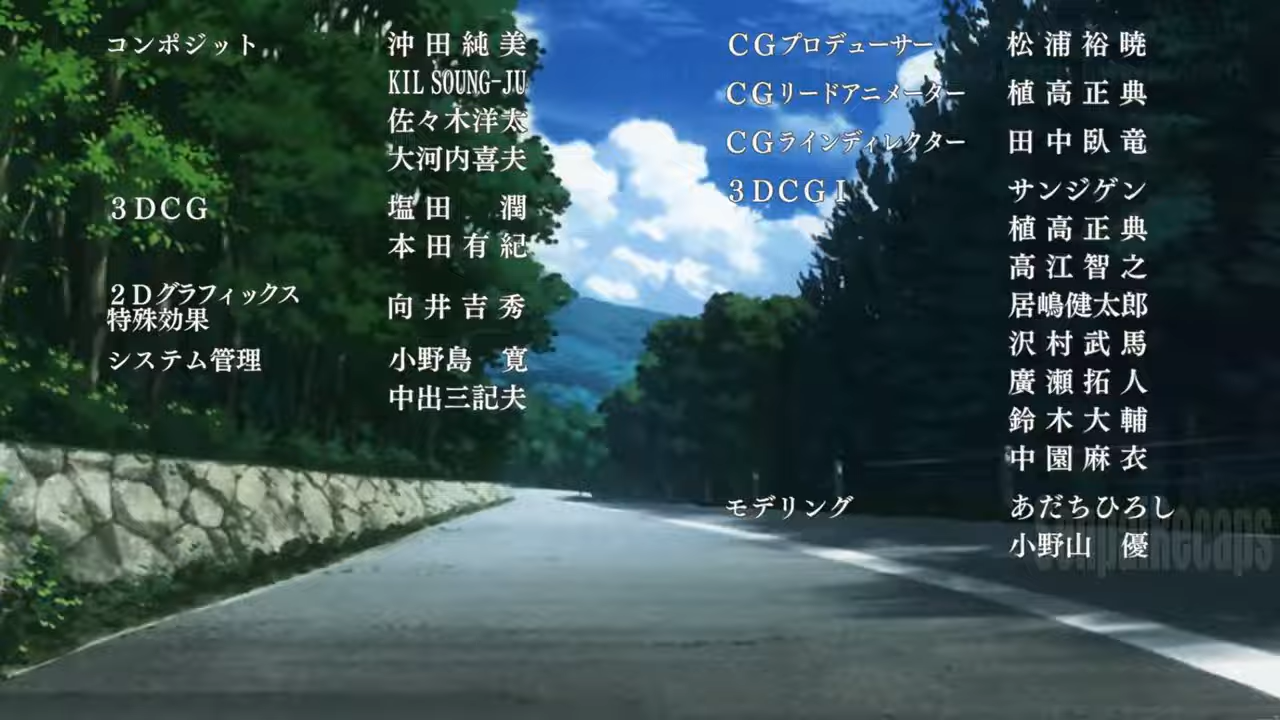 コンポジット 沖田純美
KIL SOUNG-JU
佐々木洋太
大河内喜夫
3DCG 塩田 潤
本田有紀
2Dグラフィックス
特殊効果 向井吉秀
システム管理 小野島 寛
中出三記夫
CGプロデューサー 松浦裕暁
CGリードアニメーター 植高正典
CGラインディレクター 田中臥竜
3DCGI サンジゲン
植高正典
高江智之
居嶋健太郎
沢村武馬
廣瀬拓人
鈴木大輔
中園麻衣
モデリング あだちひろし
小野山 優
SenpaiRecaps